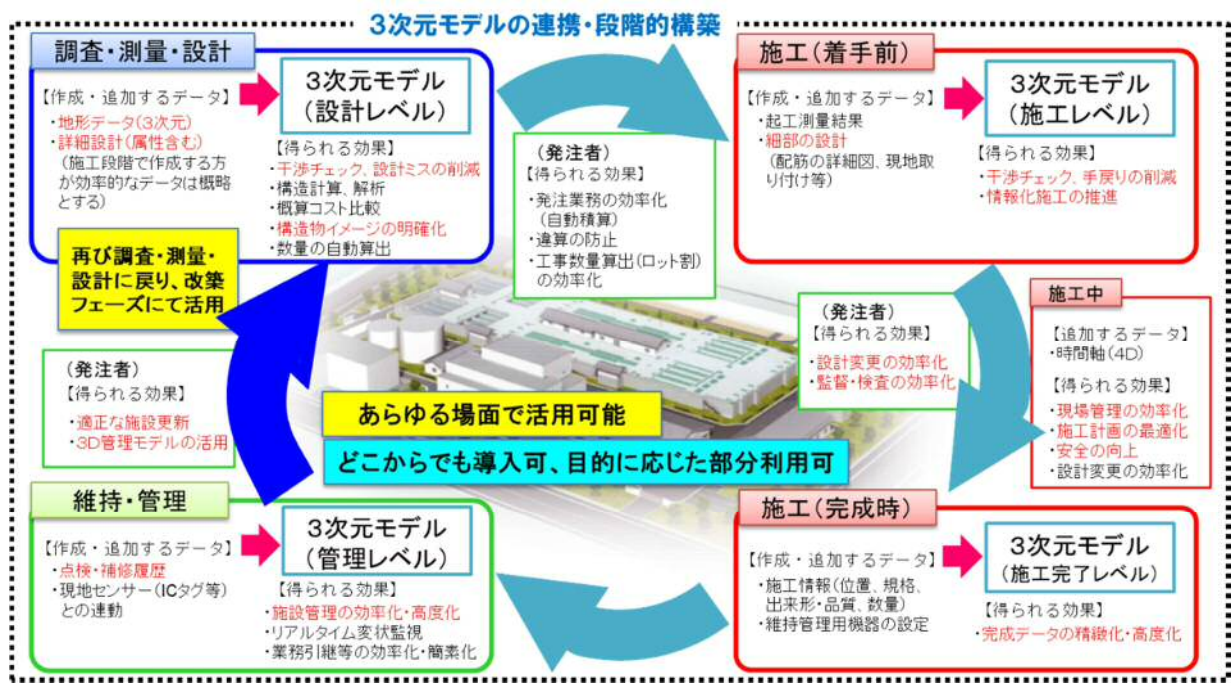 3次元モデルの連携・段階的構築
調査・測量・設計
【作成・追加するデータ】
・地形データ(3次元)
・詳細設計(属性含む)
(施工段階で作成する方
が効率的なデータは概略
とする)
3次元モデル
(設計レベル)
【得られる効果】
・干渉チェック、設計ミスの削減
・構造計算、解析
・概算コスト比較
・構造物イメージの明確化
・数量の自動算出
(発注者)
【得られる効果】
・発注業務の効率化
(自動積算)
・違算の防止
・工事数量算出(ロット割)
の効率化
施工(着手前)
【作成・追加するデータ】
・起工測量結果
・細部の設計
(配筋の詳細図、現地取
り付け等)
3次元モデル
(施工レベル)
【得られる効果】
・干渉チェック、手戻りの削減
・情報化施工の推進
再び調査・測量・
設計に戻り、改築
フェーズにて活用
(発注者)
【得られる効果】
・設計変更の効率化
・監督・検査の効率化
施工中
【追加するデータ】
・時間軸(4D)
【得られる効果】
・現場管理の効率化
・施工計画の最適化
・安全の向上
・設計変更の効率化
(発注者)
【得られる効果】
・適正な施設更新
・3D管理モデルの活用
あらゆる場面で活用可能
どこからでも導入可、目的に応じた部分利用可
維持・管理
【作成・追加するデータ】
・点検・補修履歴
・現地センサー(ICタグ等)
との連動
3次元モデル
(管理レベル)
【得られる効果】
・施設管理の効率化・高度化
・リアルタイム変状監視
・業務引継等の効率化・簡素化
施工(完成時)
【作成・追加するデータ】
・施工情報(位置、規格、
出来形・品質、数量)
・維持管理用機器の設定
3次元モデル
(施工完了レベル)
【得られる効果】
・完成データの精緻化・高度化